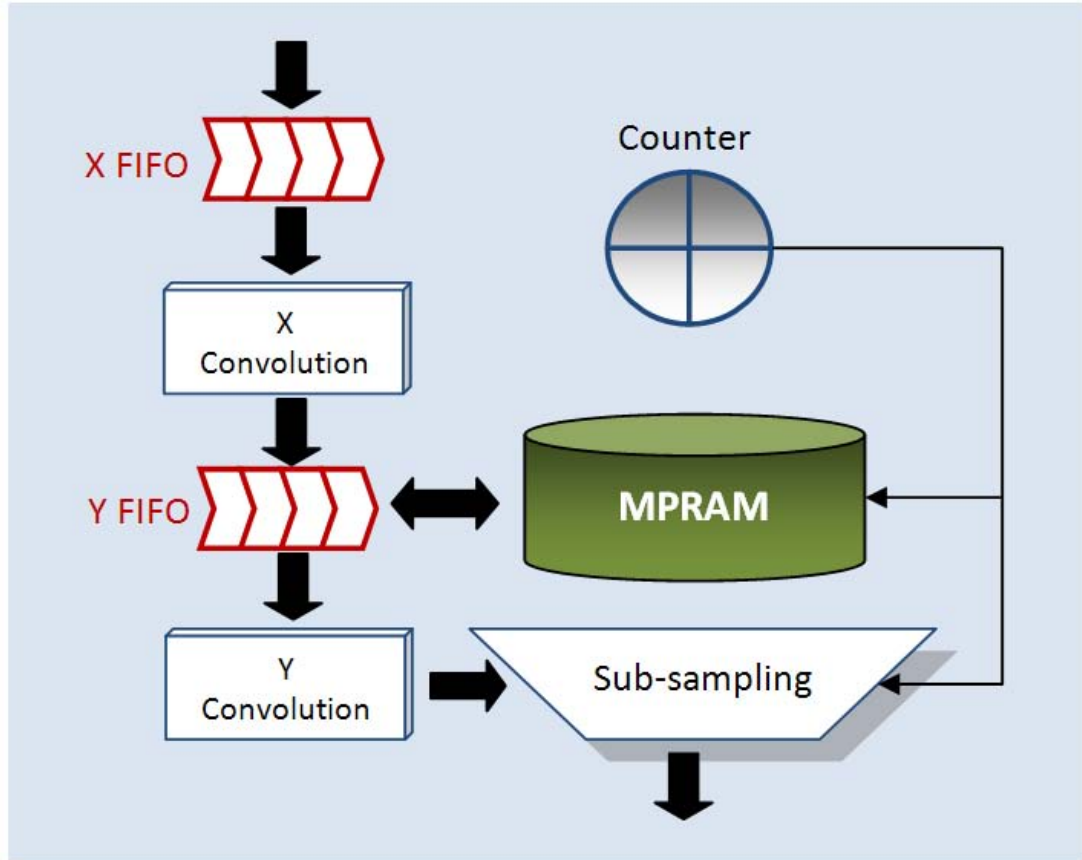 Counter
X FIFO
X
Convolution
Y FIFO
MPRAM
Y
Convolution
Sub-sampling